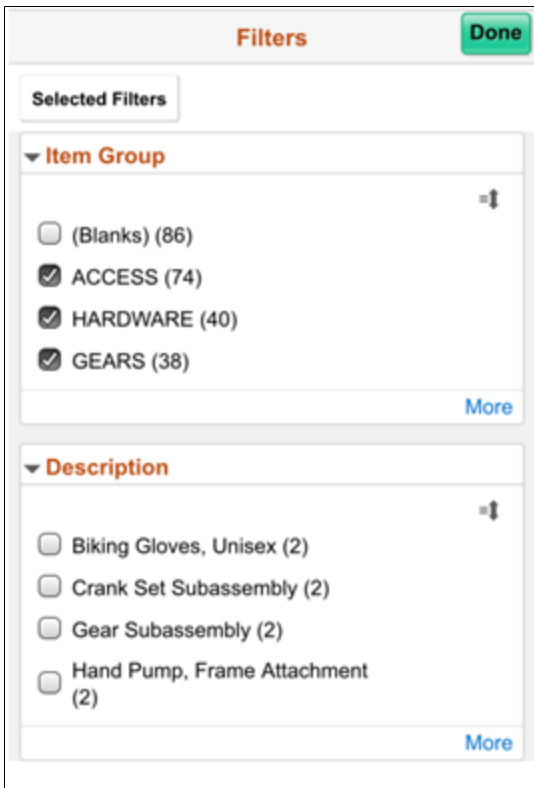 Filters
Done
Selected Filters
Item Group
(Blanks) (86)
ACCESS (74)
HARDWARE (40)
GEARS (38)
More
Description
Biking Gloves, Unisex (2)
Crank Set Subassembly (2)
Gear Subassembly (2)
Hand Pump, Frame Attachment
(2)
More